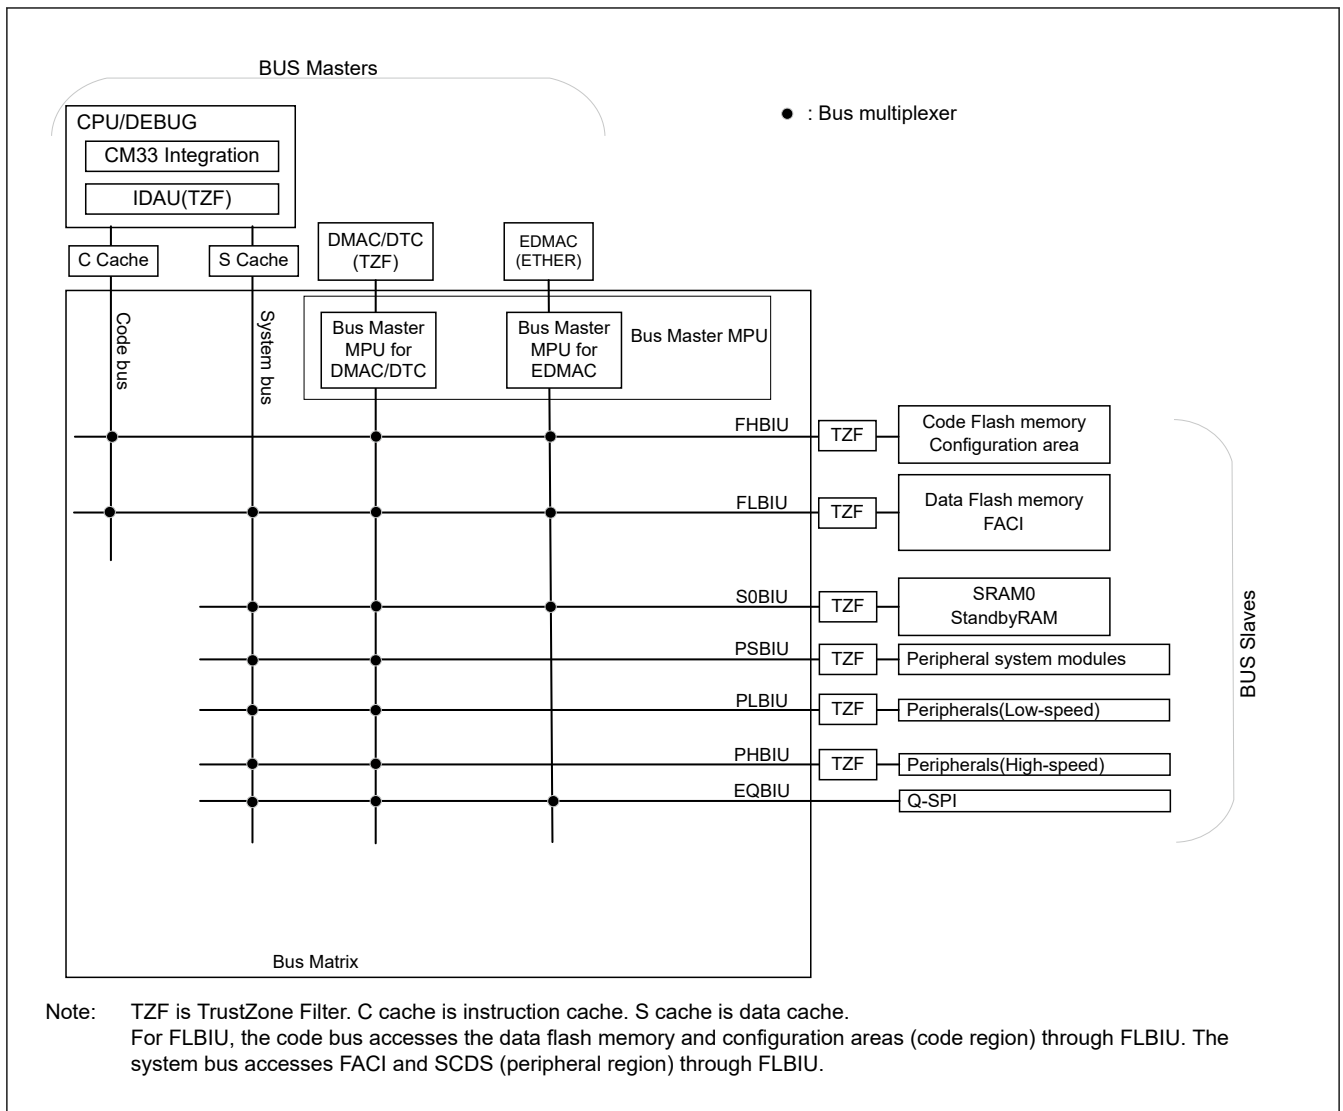 BUS Masters
: Bus multiplexer
CPU/DEBUG
CM33 Integration
IDAU(TZF)
C Cache
S Cache
DMAC/DTC
(TZF)
EDMAC
(ETHER)
Code bus
System bus
Bus Master
MPU for
DMAC/DTC
Bus Master
MPU for
EDMAC
Bus Master MPU
FHBIU
TZF
Code Flash memory
Configuration area
FLBIU
TZF
Data Flash memory
FACI
S0BIU
TZF
SRAM0
StandbyRAM
PSBIU
TZF
Peripheral system modules
PLBIU
TZF
Peripherals(Low-speed)
PHBIU
TZF
Peripherals(High-speed)
EQBIU
Q-SPI
BUS Slaves
Bus Matrix
Note: TZF is TrustZone Filter. C cache is instruction cache. S cache is data cache.
For FLBIU, the code bus accesses the data flash memory and configuration areas (code region) through FLBIU. The
system bus accesses FACI and SCDS (peripheral region) through FLBIU.